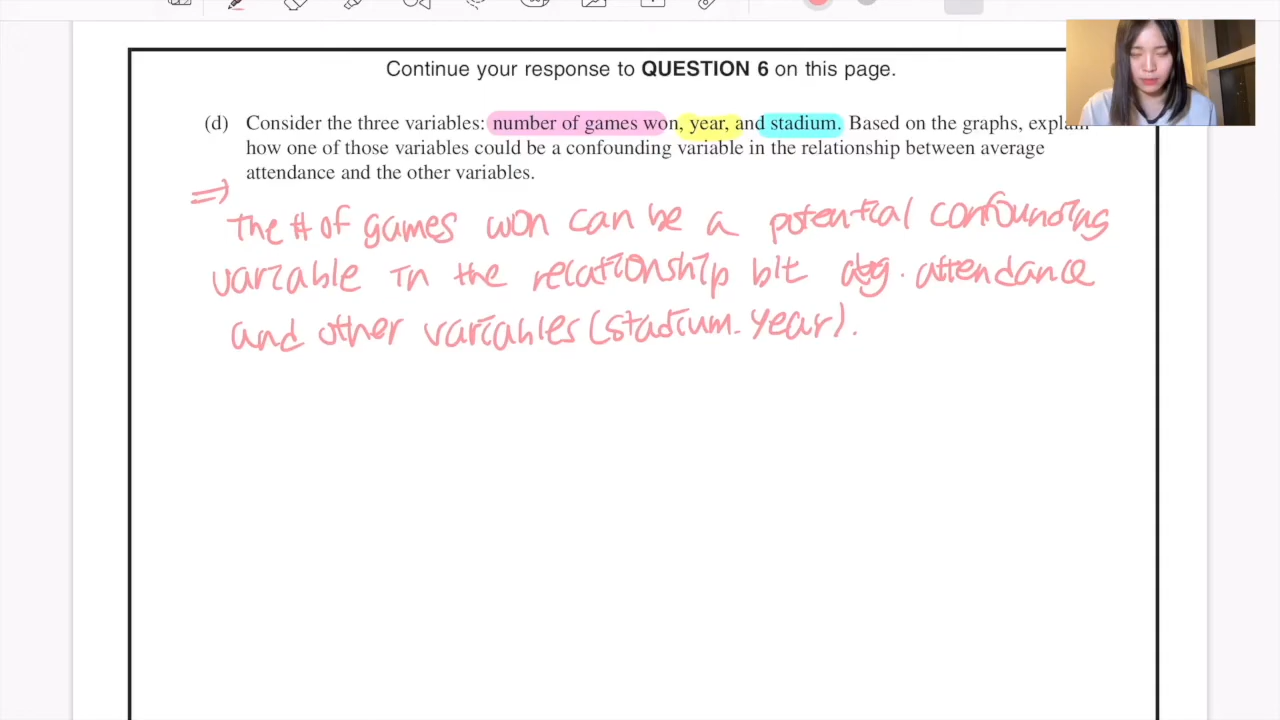 Continue your response to QUESTION 6 on this page.
(d) Consider the three variables: number of games won, year, and stadium. Based on the graphs, explain
how one of those variables could be a confounding variable in the relationship between average
attendance and the other variables.
⇒
The # of games won can be a potential confounding
variable in the relationship b/t avg. attendance
and other variables (stadium. year).